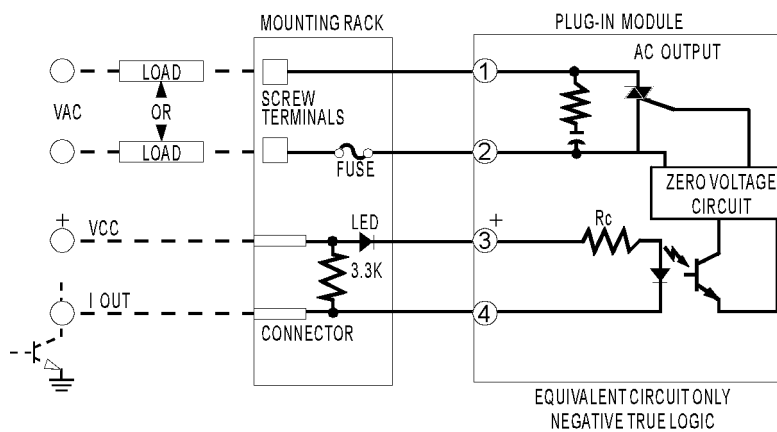 MOUNTING RACK
PLUG-IN MODULE
AC OUTPUT
LOAD
1
SCREW
TERMINALS
VAC
OR
LOAD
2
FUSE
ZERO VOLTAGE
CIRCUIT
+
VCC
LED
3
+
Rc
3.3K
I OUT
4
CONNECTOR
EQUIVALENT CIRCUIT ONLY
NEGATIVE TRUE LOGIC